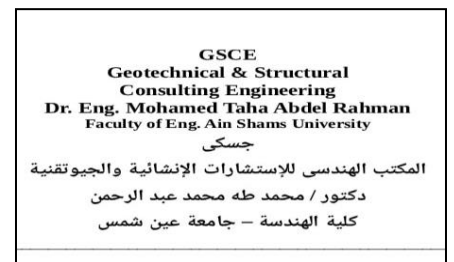 GSCE
Geotechnical & Structural
Consulting Engineering
Dr. Eng. Mohamed Taha Abdel Rahman
Faculty of Eng. Ain Shams University
جسكى
المكتب الهندسى للإستشارات الإنشائية والجيوتقنية
دكتور / محمد طه محمد عبد الرحمن
كلية الهندسة – جامعة عين شمس